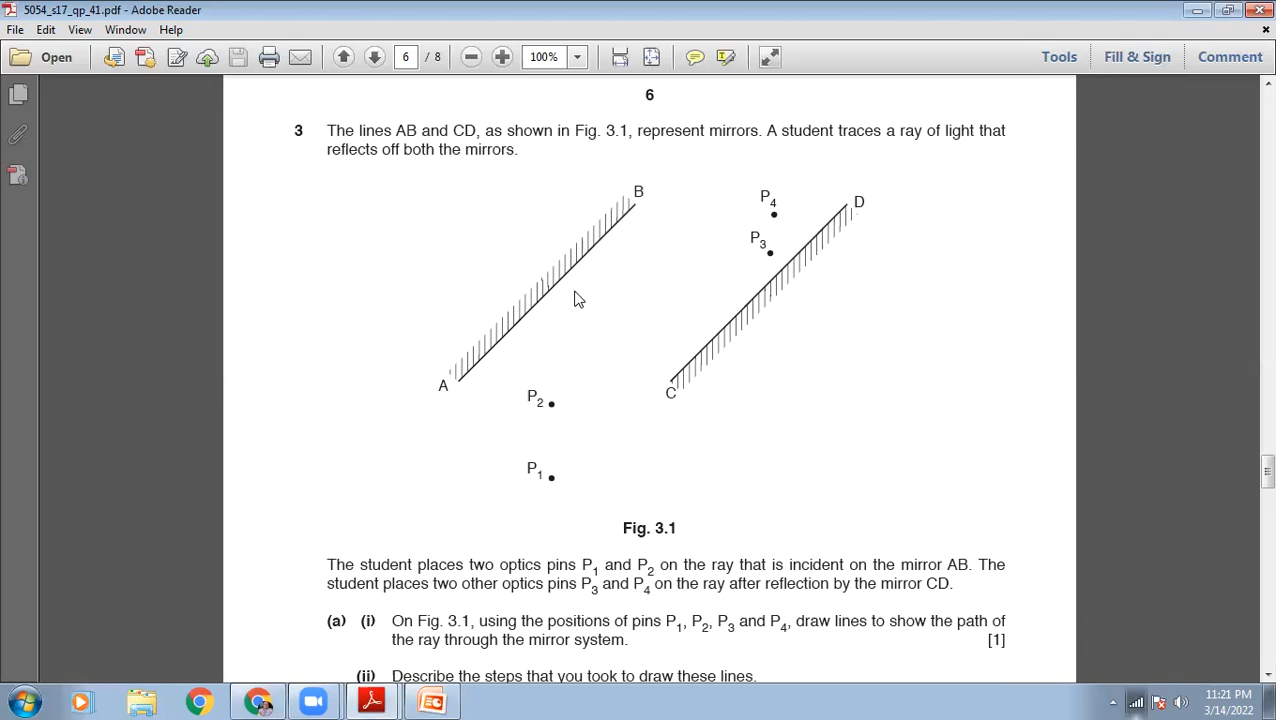 5054_s17_qp_41.pdf - Adobe Reader
File Edit View Window Help
Open 6 / 8 100% Tools Fill & Sign Comment
6
3 The lines AB and CD, as shown in Fig. 3.1, represent mirrors. A student traces a ray of light that
reflects off both the mirrors.
B
P4
D
P3
A
C
P2
P1
Fig. 3.1
The student places two optics pins P1 and P2 on the ray that is incident on the mirror AB. The
student places two other optics pins P3 and P4 on the ray after reflection by the mirror CD.
(a) (i) On Fig. 3.1, using the positions of pins P1, P2, P3 and P4, draw lines to show the path of
the ray through the mirror system. [1]
(ii) Describe the steps that you took to draw these lines.
11:21 PM
3/14/2022